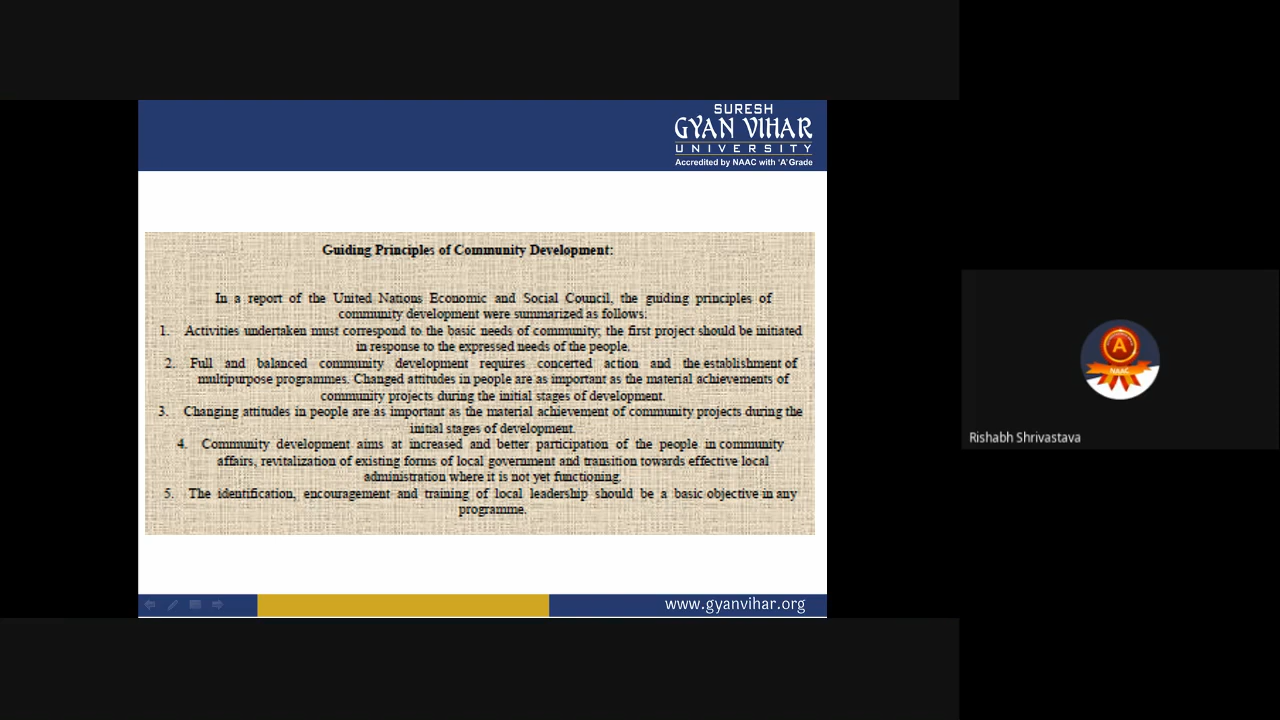 SURESH
GYAN VIHAR
UNIVERSITY
Accredited by NAAC with 'A' Grade
Guiding Principles of Community Development:
In a report of the United Nations Economic and Social Council, the guiding principles of
community development were summarized as follows:
1. Activities undertaken must correspond to the basic needs of community; the first project should be initiated
in response to the expressed needs of the people.
2. Full and balanced community development requires concerted action and the establishment of
multipurpose programmes. Changed attitudes in people are as important as the material achievements of
community projects during the initial stages of development.
3. Changing attitudes in people are as important as the material achievement of community projects during the
initial stages of development.
4. Community development aims at increased and better participation of the people in community
affairs, revitalization of existing forms of local government and transition towards effective local
administration where it is not yet functioning.
5. The identification, encouragement and training of local leadership should be a basic objective in any
programme.
www.gyanvihar.org
A
NAAC
Rishabh Shrivastava